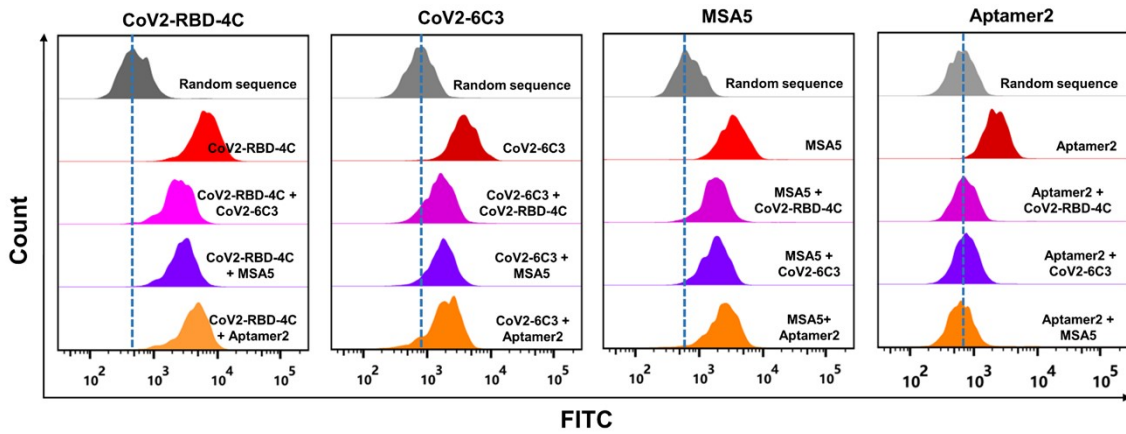 CoV2-RBD-4C
CoV2-6C3
MSA5
Aptamer2
Count
Random sequence
CoV2-RBD-4C
CoV2-RBD-4C +
CoV2-6C3
CoV2-RBD-4C
+ MSA5
CoV2-RBD-4C
+ Aptamer2
10² 10³ 10⁴ 10⁵
Random sequence
CoV2-6C3
CoV2-6C3 +
CoV2-RBD-4C
CoV2-6C3 +
MSA5
CoV2-6C3 +
Aptamer2
10² 10³ 10⁴ 10⁵
Random sequence
MSA5
MSA5 +
CoV2-RBD-4C
MSA5 +
CoV2-6C3
MSA5+
Aptamer2
10² 10³ 10⁴ 10⁵
Random sequence
Aptamer2
Aptamer2 +
CoV2-RBD-4C
Aptamer2 +
CoV2-6C3
Aptamer2 +
MSA5
10² 10³ 10⁴ 10⁵
FITC